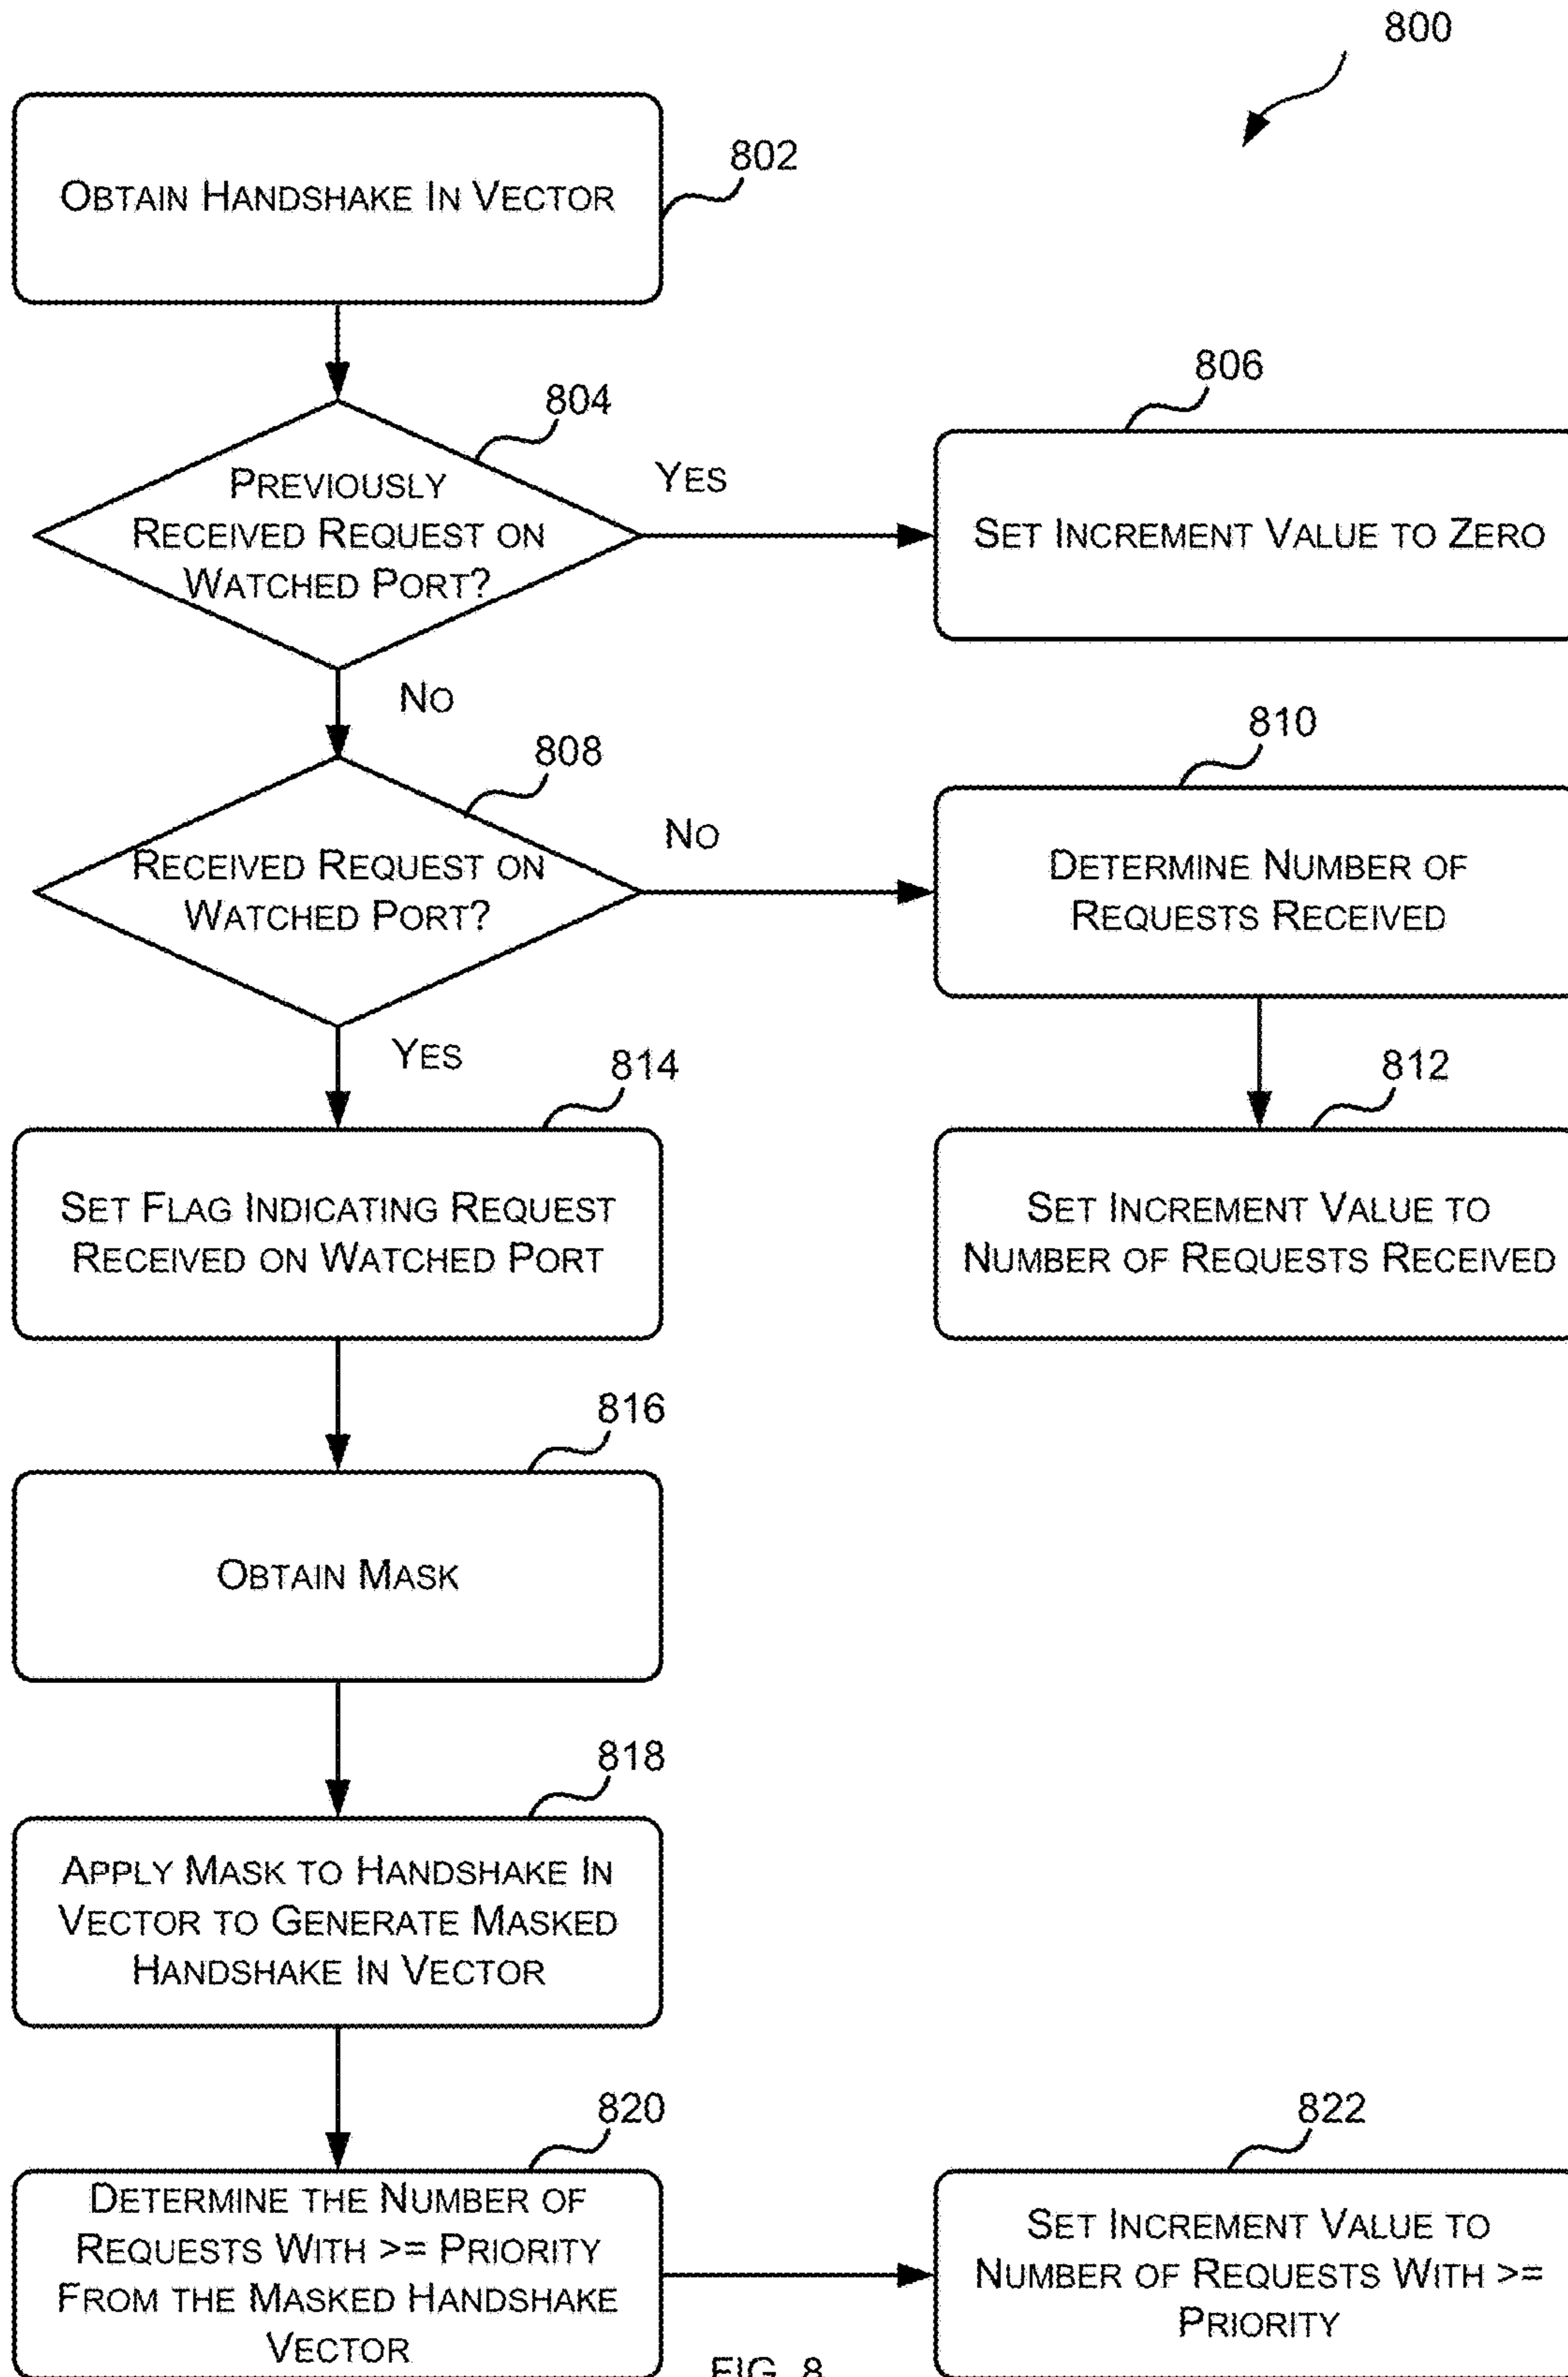 800
OBTAIN HANDSHAKE IN VECTOR
802
804
PREVIOUSLY
RECEIVED REQUEST ON
WATCHED PORT?
YES
806
SET INCREMENT VALUE TO ZERO
NO
808
RECEIVED REQUEST ON
WATCHED PORT?
NO
810
DETERMINE NUMBER OF
REQUESTS RECEIVED
YES
814
SET FLAG INDICATING REQUEST
RECEIVED ON WATCHED PORT
812
SET INCREMENT VALUE TO
NUMBER OF REQUESTS RECEIVED
816
OBTAIN MASK
818
APPLY MASK TO HANDSHAKE IN
VECTOR TO GENERATE MASKED
HANDSHAKE IN VECTOR
820
DETERMINE THE NUMBER OF
REQUESTS WITH >= PRIORITY
FROM THE MASKED HANDSHAKE
VECTOR
822
SET INCREMENT VALUE TO
NUMBER OF REQUESTS WITH >=
PRIORITY
FIG. 8